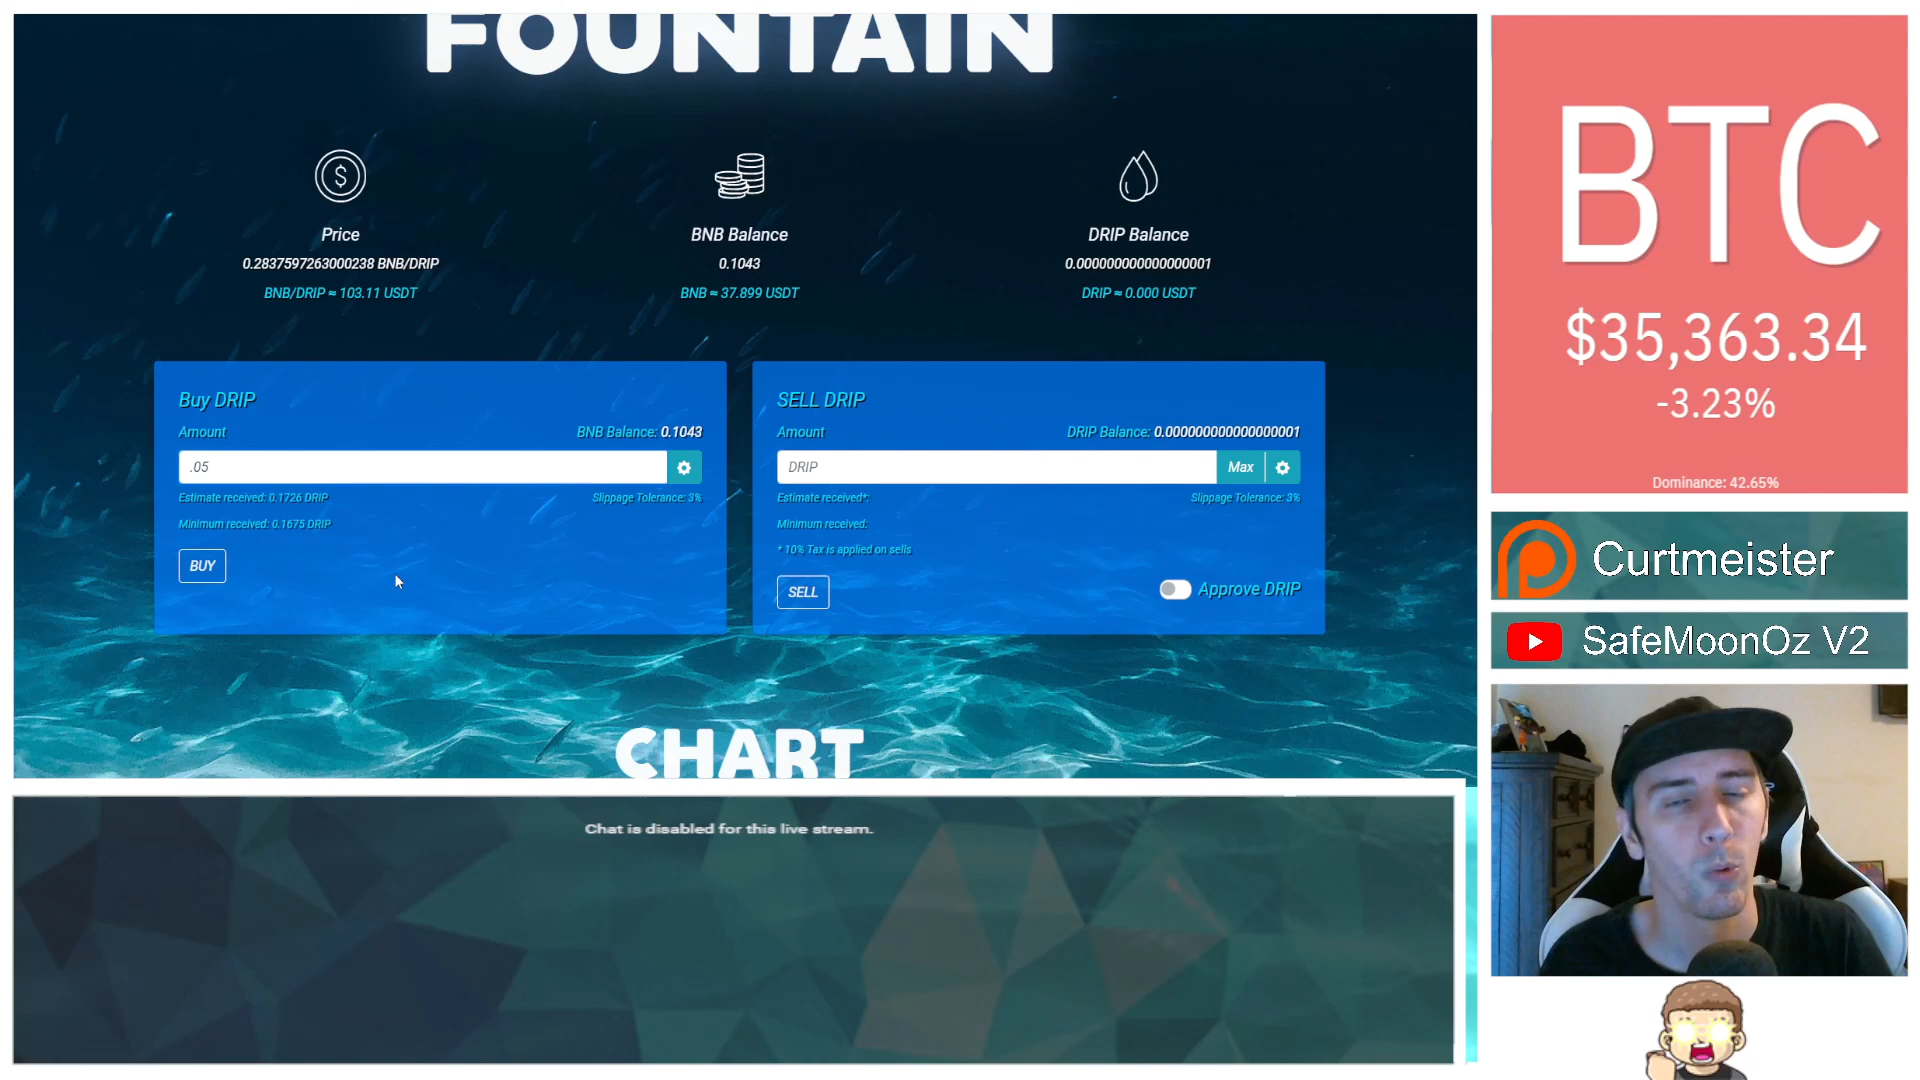 FOUNTAIN
Price
0.2837597263000238 BNB/DRIP
BNB/DRIP ≈ 103.11 USDT
BNB Balance
0.1043
BNB ≈ 37.899 USDT
DRIP Balance
0.000000000000000001
DRIP ≈ 0.000 USDT
Buy DRIP
Amount
BNB Balance: 0.1043
.05
Estimate received: 0.1726 DRIP
Slippage Tolerance: 3%
Minimum received: 0.1675 DRIP
BUY
SELL DRIP
Amount
DRIP Balance: 0.000000000000000001
DRIP
Max
Estimate received*:
Slippage Tolerance: 3%
Minimum received:
* 10% Tax is applied on sells
SELL
Approve DRIP
CHART
Chat is disabled for this live stream.
BTC
$35,363.34
-3.23%
Dominance: 42.65%
Curtmeister
SafeMoonOz V2